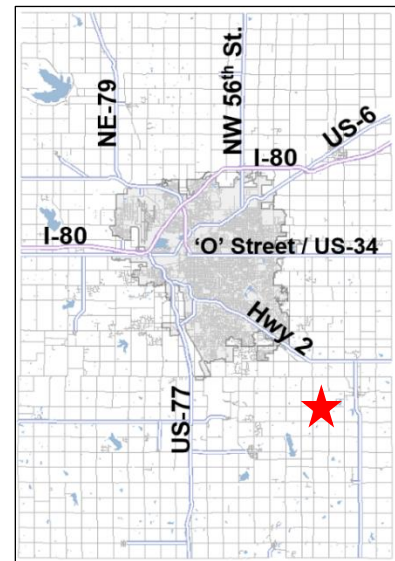 NE-79
NW 56th St.
US-6
I-80
I-80
'O' Street / US-34
Hwy 2
US-77